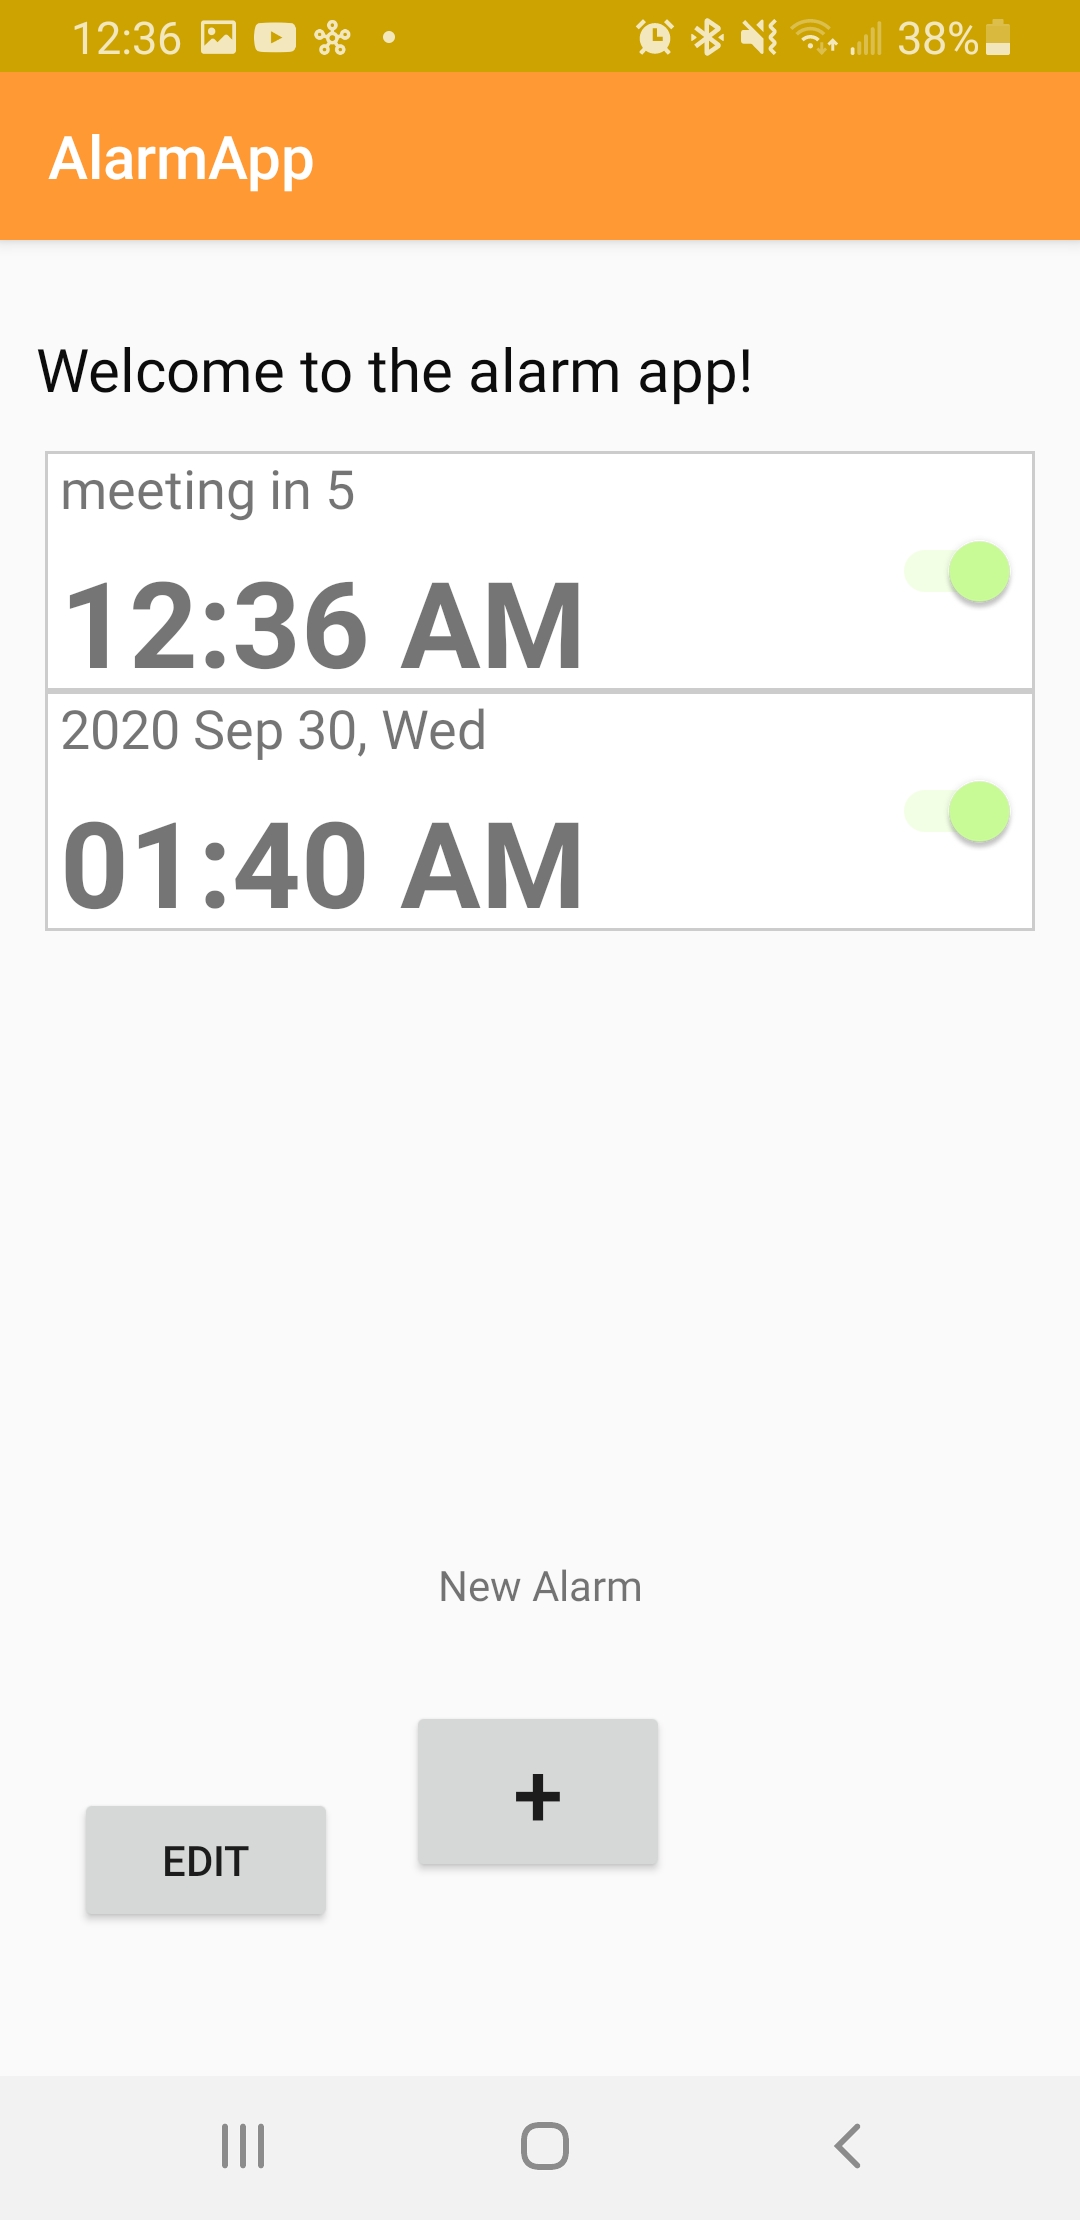 12:36 38%
AlarmApp
Welcome to the alarm app!
meeting in 5
12:36 AM
2020 Sep 30, Wed
01:40 AM
New Alarm
+
EDIT